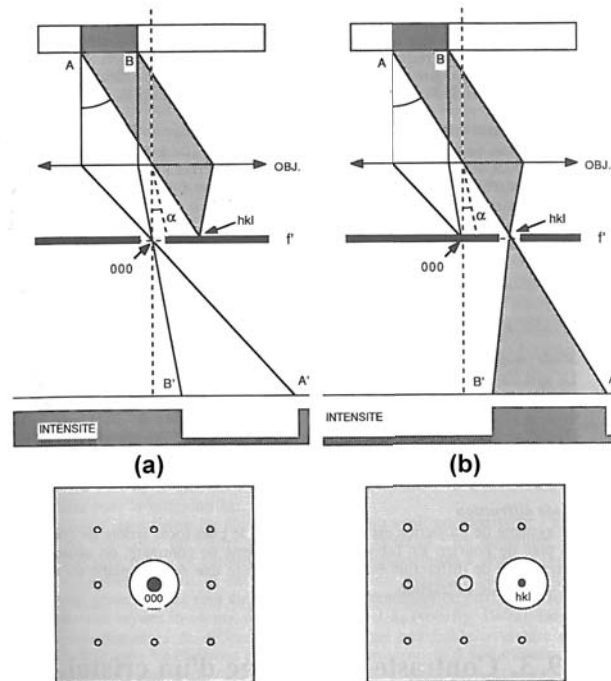 A
B
OBJ.
α
hkl
f'
000
B'
A'
INTENSITE
(a)
000
A
B
OBJ.
α
hkl
f'
000
B'
A
INTENSITE
(b)
hkl